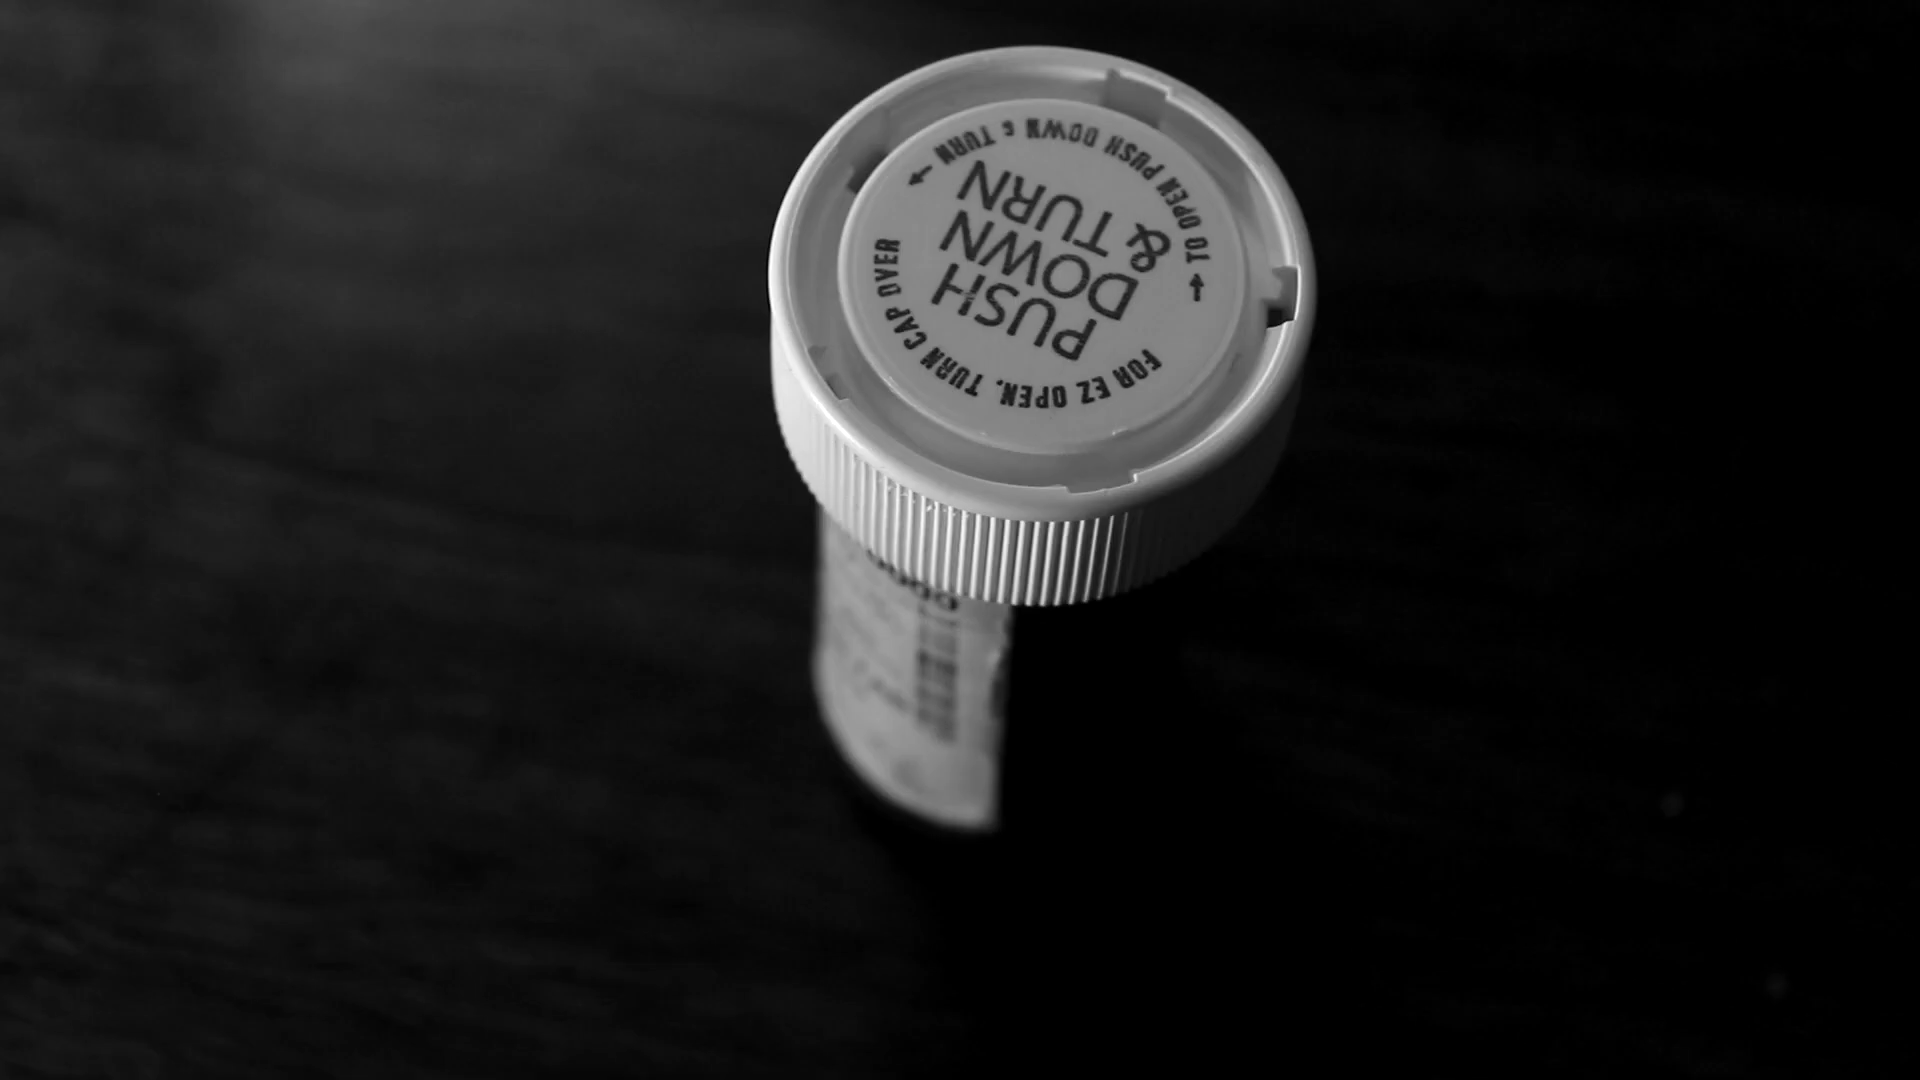 PUSH
DOWN
& TURN
TO OPEN PUSH DOWN & TURN
FOR EZ OPEN, TURN CAP OVER